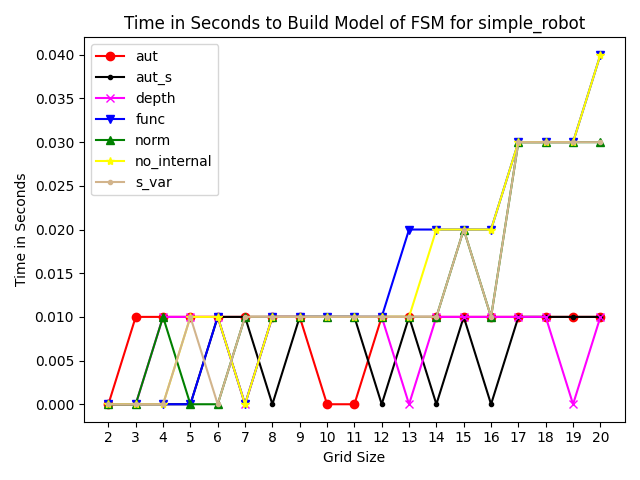 Time in Seconds to Build Model of FSM for simple_robot
0.040
0.035
0.030
0.025
0.020
0.015
0.010
0.005
0.000
Time in Seconds
aut
aut_s
depth
func
norm
no_internal
s_var
2 3 4 5 6 7 8 9 10 11 12 13 14 15 16 17 18 19 20
Grid Size